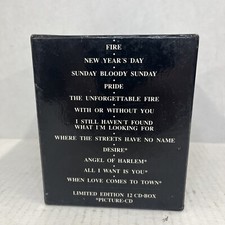 FIRE
NEW YEAR'S DAY
SUNDAY BLOODY SUNDAY
PRIDE
THE UNFORGETTABLE FIRE
WITH OR WITHOUT YOU
I STILL HAVEN'T FOUND
WHAT I'M LOOKING FOR
WHERE THE STREETS HAVE NO NAME
DESIRE*
ANGEL OF HARLEM*
ALL I WANT IS YOU*
WHEN LOVE COMES TO TOWN*
LIMITED EDITION 12 CD-BOX
*PICTURE-CD